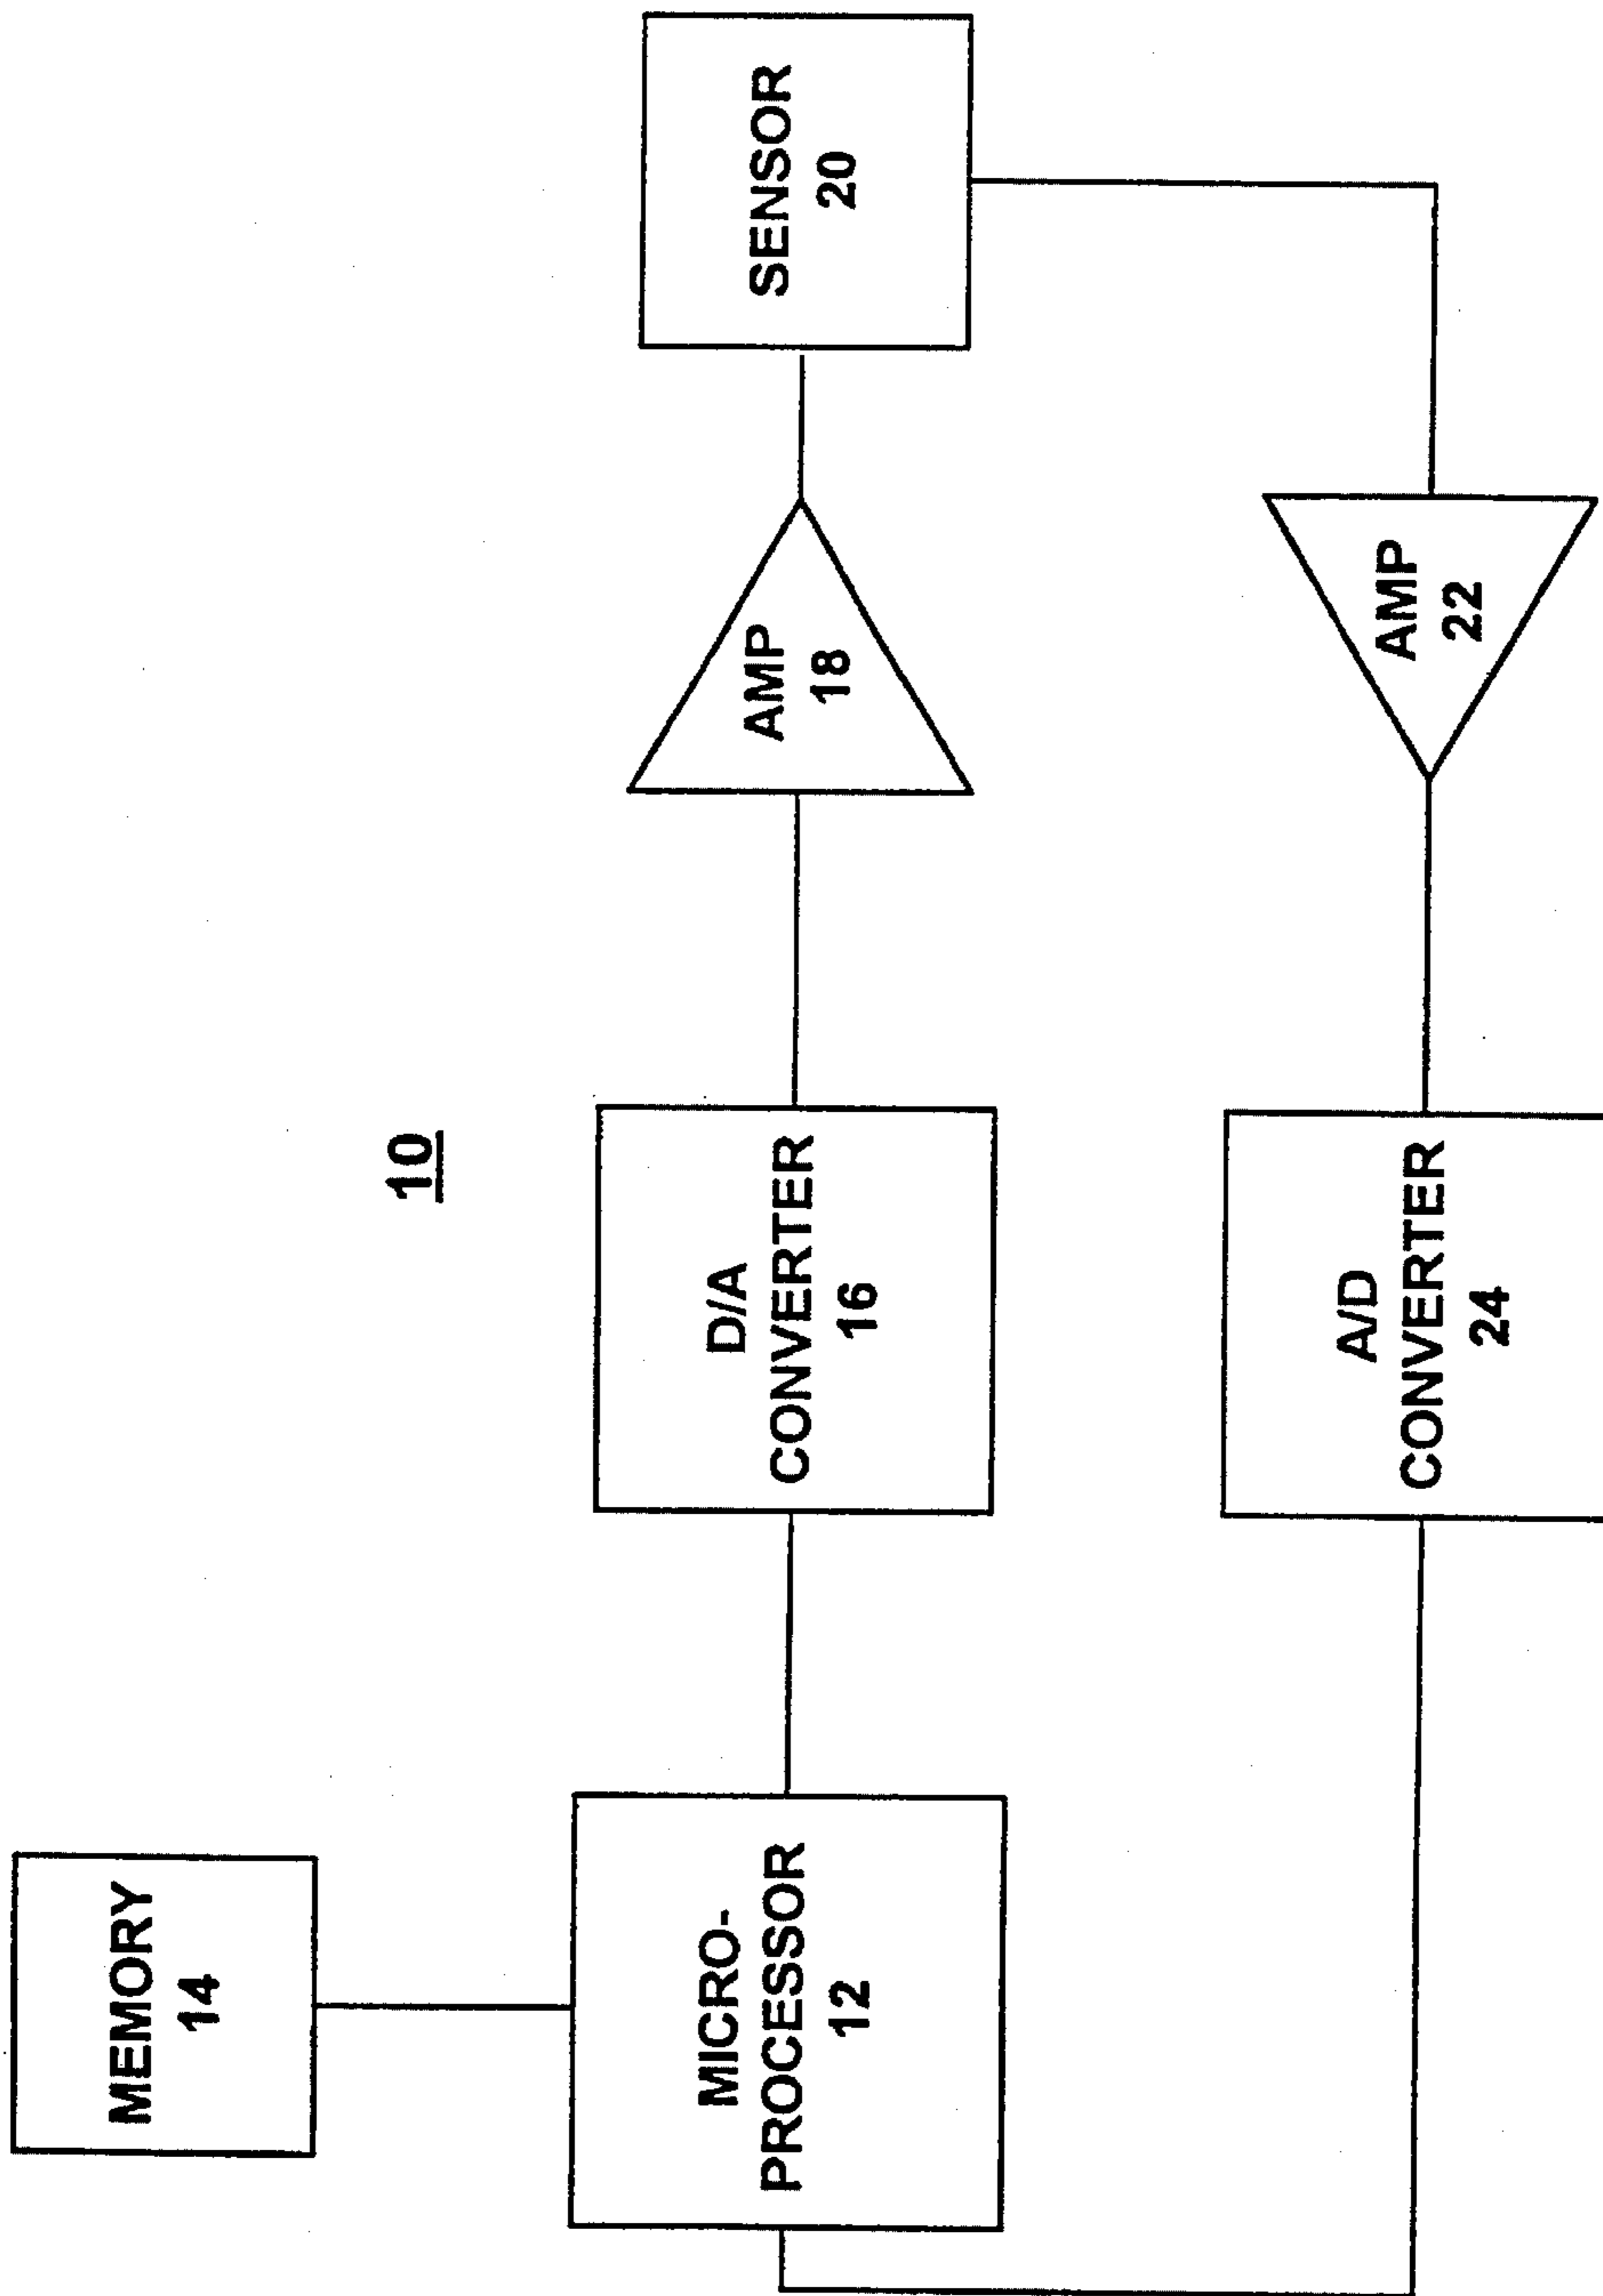 10
MEMORY
14
MICRO-
PROCESSOR
12
D/A
CONVERTER
16
AMP
18
SENSOR
20
A/D
CONVERTER
24
AMP
22